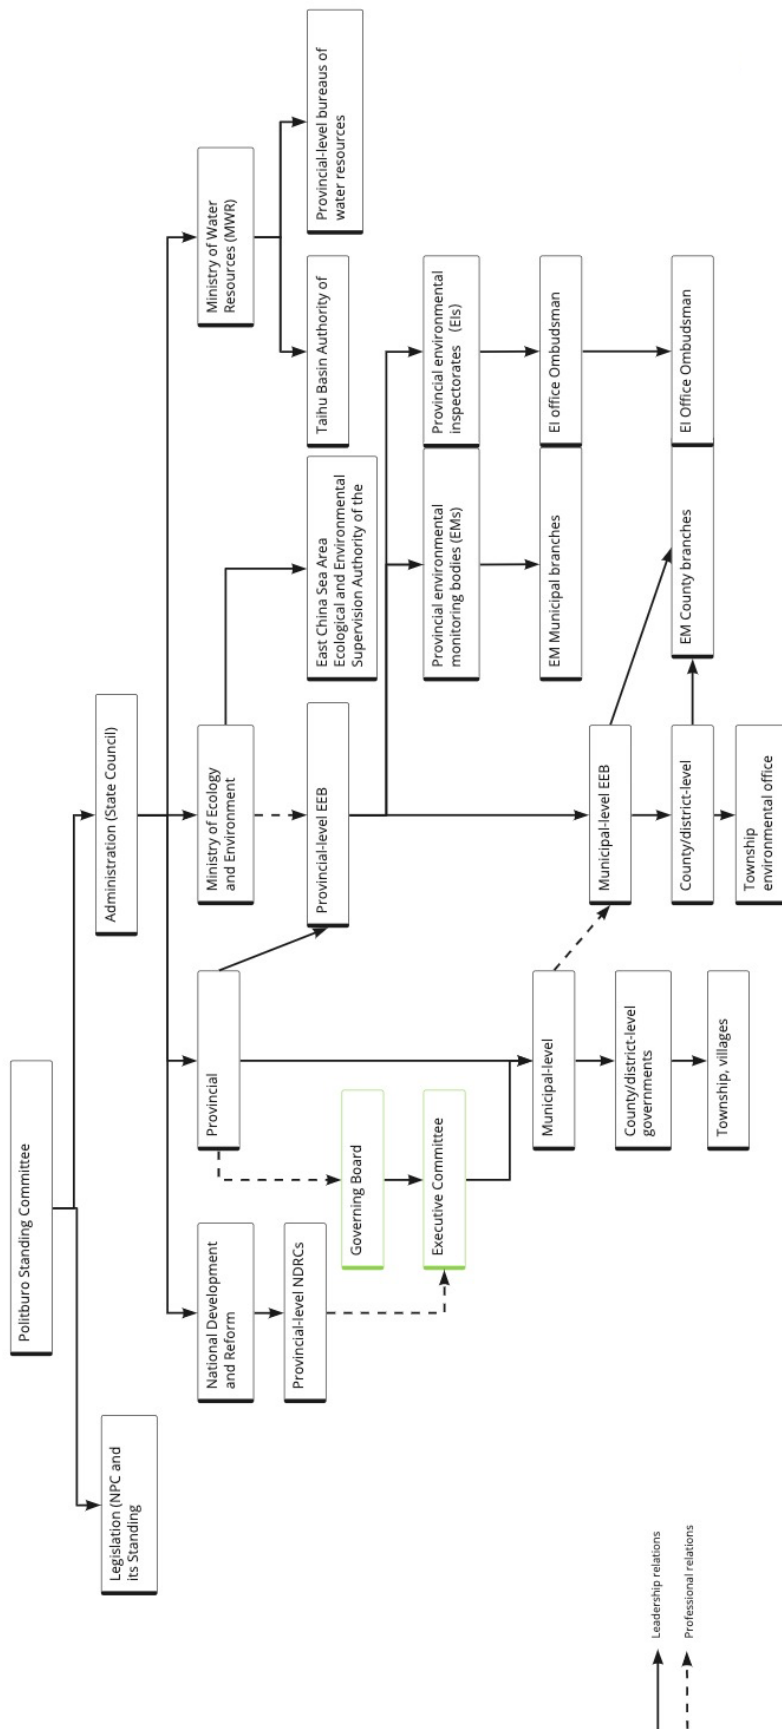 Politburo Standing Committee
Legislation (NPC and
its Standing
Administration (State Council)
National Development
and Reform
Provincial
Ministry of Ecology
and Environment
Ministry of Water
Resources (MWR)
Provincial-level NDRCs
Governing Board
Executive Committee
Provincial-level EEB
East China Sea Area
Ecological and Environmental
Supervision Authority of the
Taihu Basin Authority of
Provincial-level bureaus of
water resources
Provincial environmental
monitoring bodies (EMs)
Provincial environmental
inspectorates (EIs)
Municipal-level
Municipal-level EEB
EM Municipal branches
EI office Ombudsman
County/district-level
governments
County/district-level
EM County branches
EI Office Ombudsman
Township, villages
Township
environmental office
Leadership relations
Professional relations